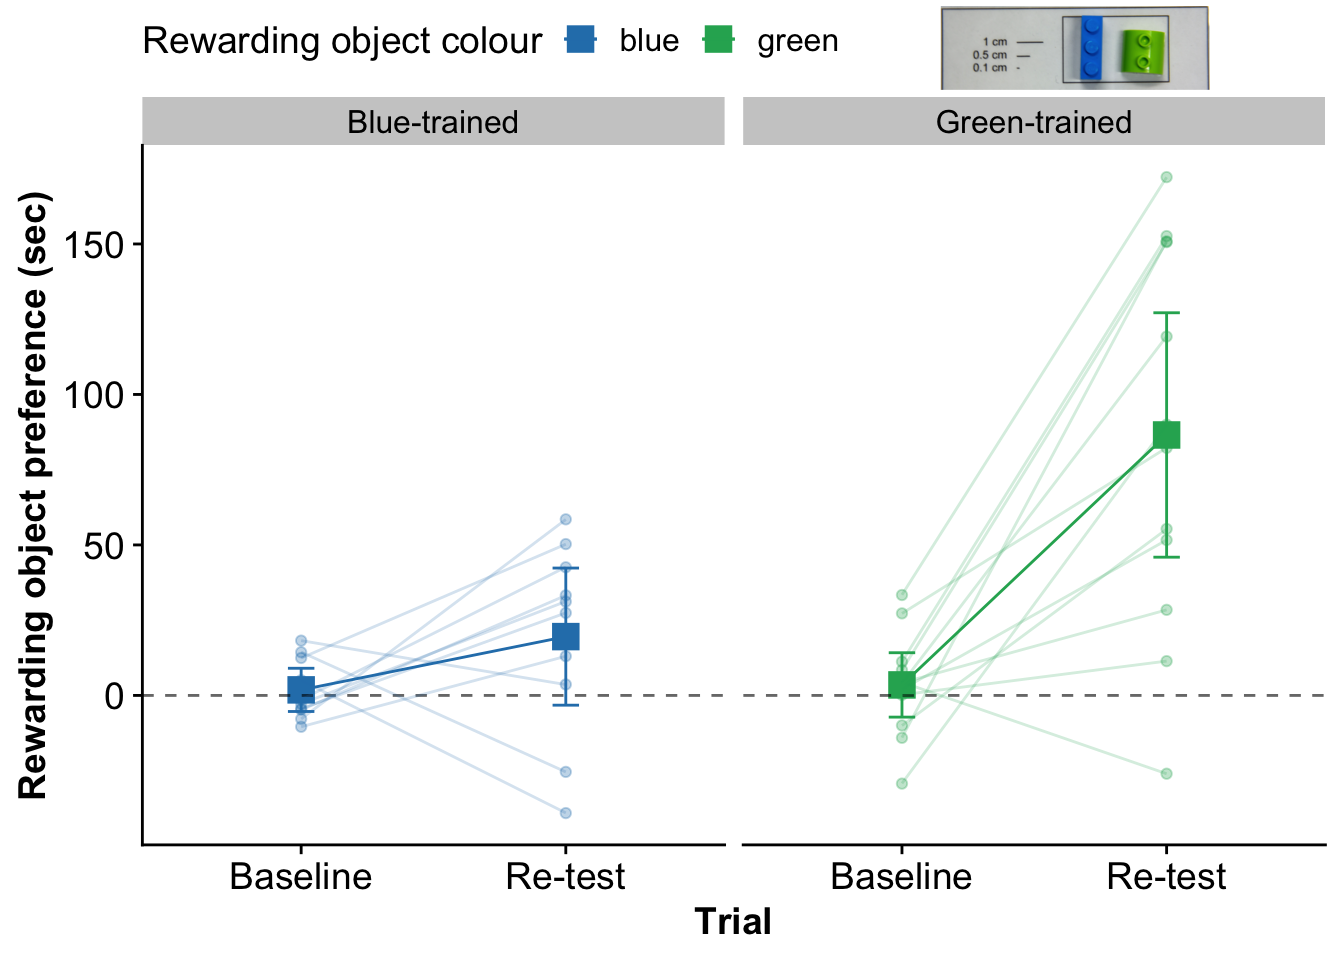 Rewarding object colour blue green
1 cm
0.5 cm
0.1 cm
Blue-trained Green-trained
Rewarding object preference (sec)
150
100
50
0
Baseline Re-test Baseline Re-test
Trial